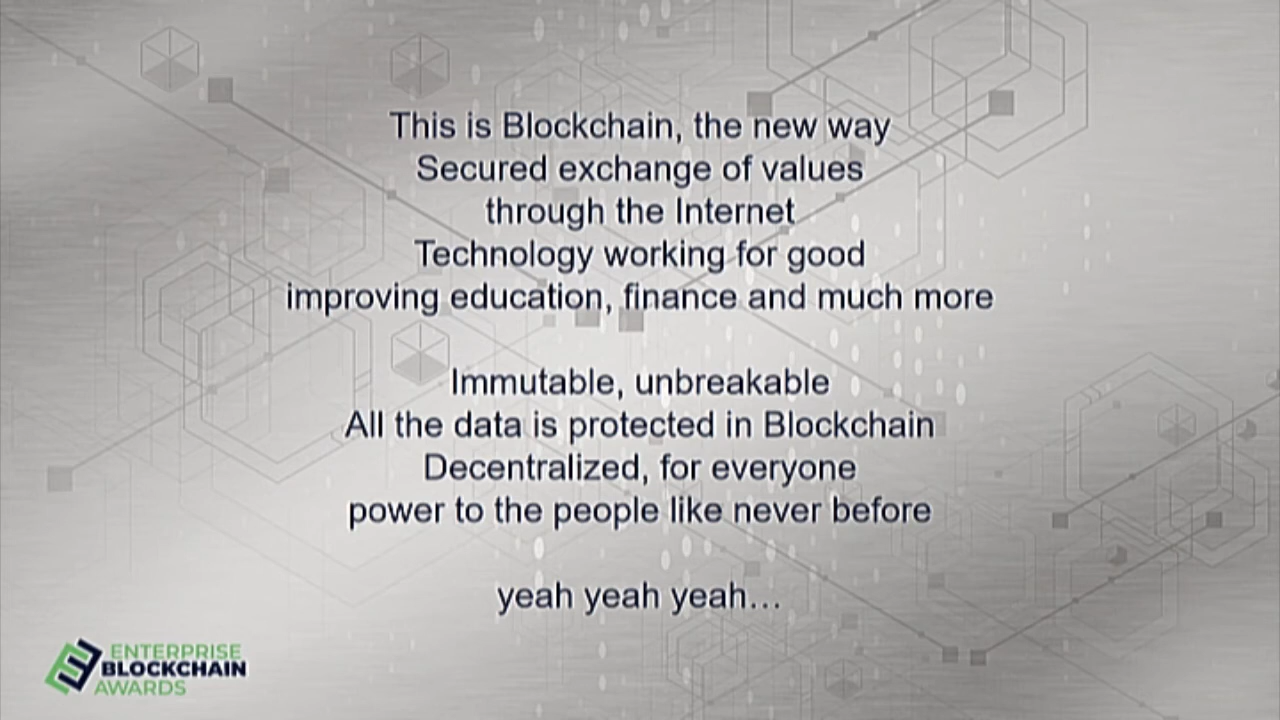 This is Blockchain, the new way
Secured exchange of values
through the Internet
Technology working for good
improving education, finance and much more
Immutable, unbreakable
All the data is protected in Blockchain
Decentralized, for everyone
power to the people like never before
yeah yeah yeah…
ENTERPRISE
BLOCKCHAIN
AWARDS